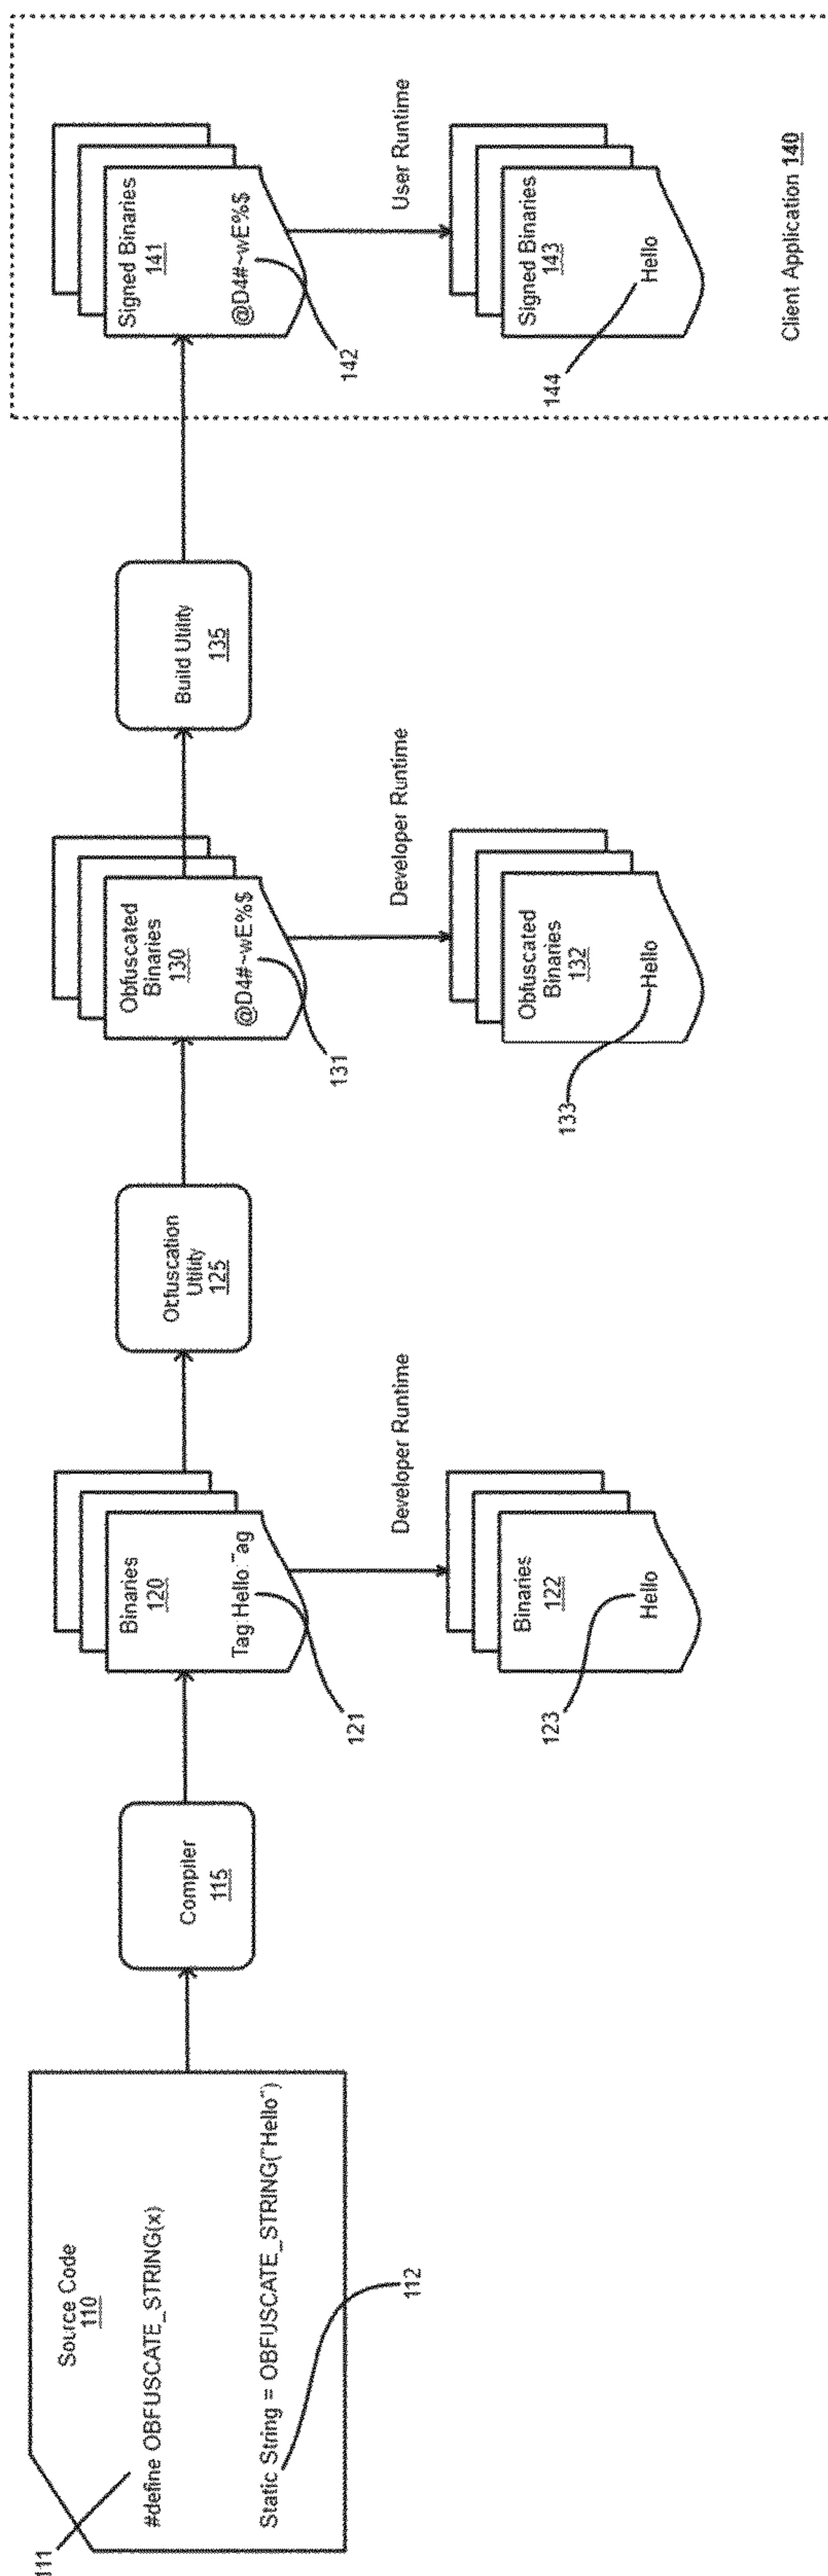 Source Code
110
111
#define OBFUSCATE_STRING(x)
Static String = OBFUSCATE_STRING("Hello")
112
Compiler
115
Binaries
120
Tag:Hello:Tag
121
Developer Runtime
Binaries
122
Hello
123
Obfuscation
Utility
125
Obfuscated
Binaries
130
@D4#~wE%$
131
Developer Runtime
Obfuscated
Binaries
132
Hello
133
Build Utility
135
Signed Binaries
141
@D4#~wE%$
142
User Runtime
Signed Binaries
143
Hello
144
Client Application 140